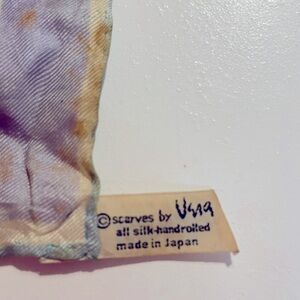 ©scarves by Vera
all silk-handrolled
made in Japan